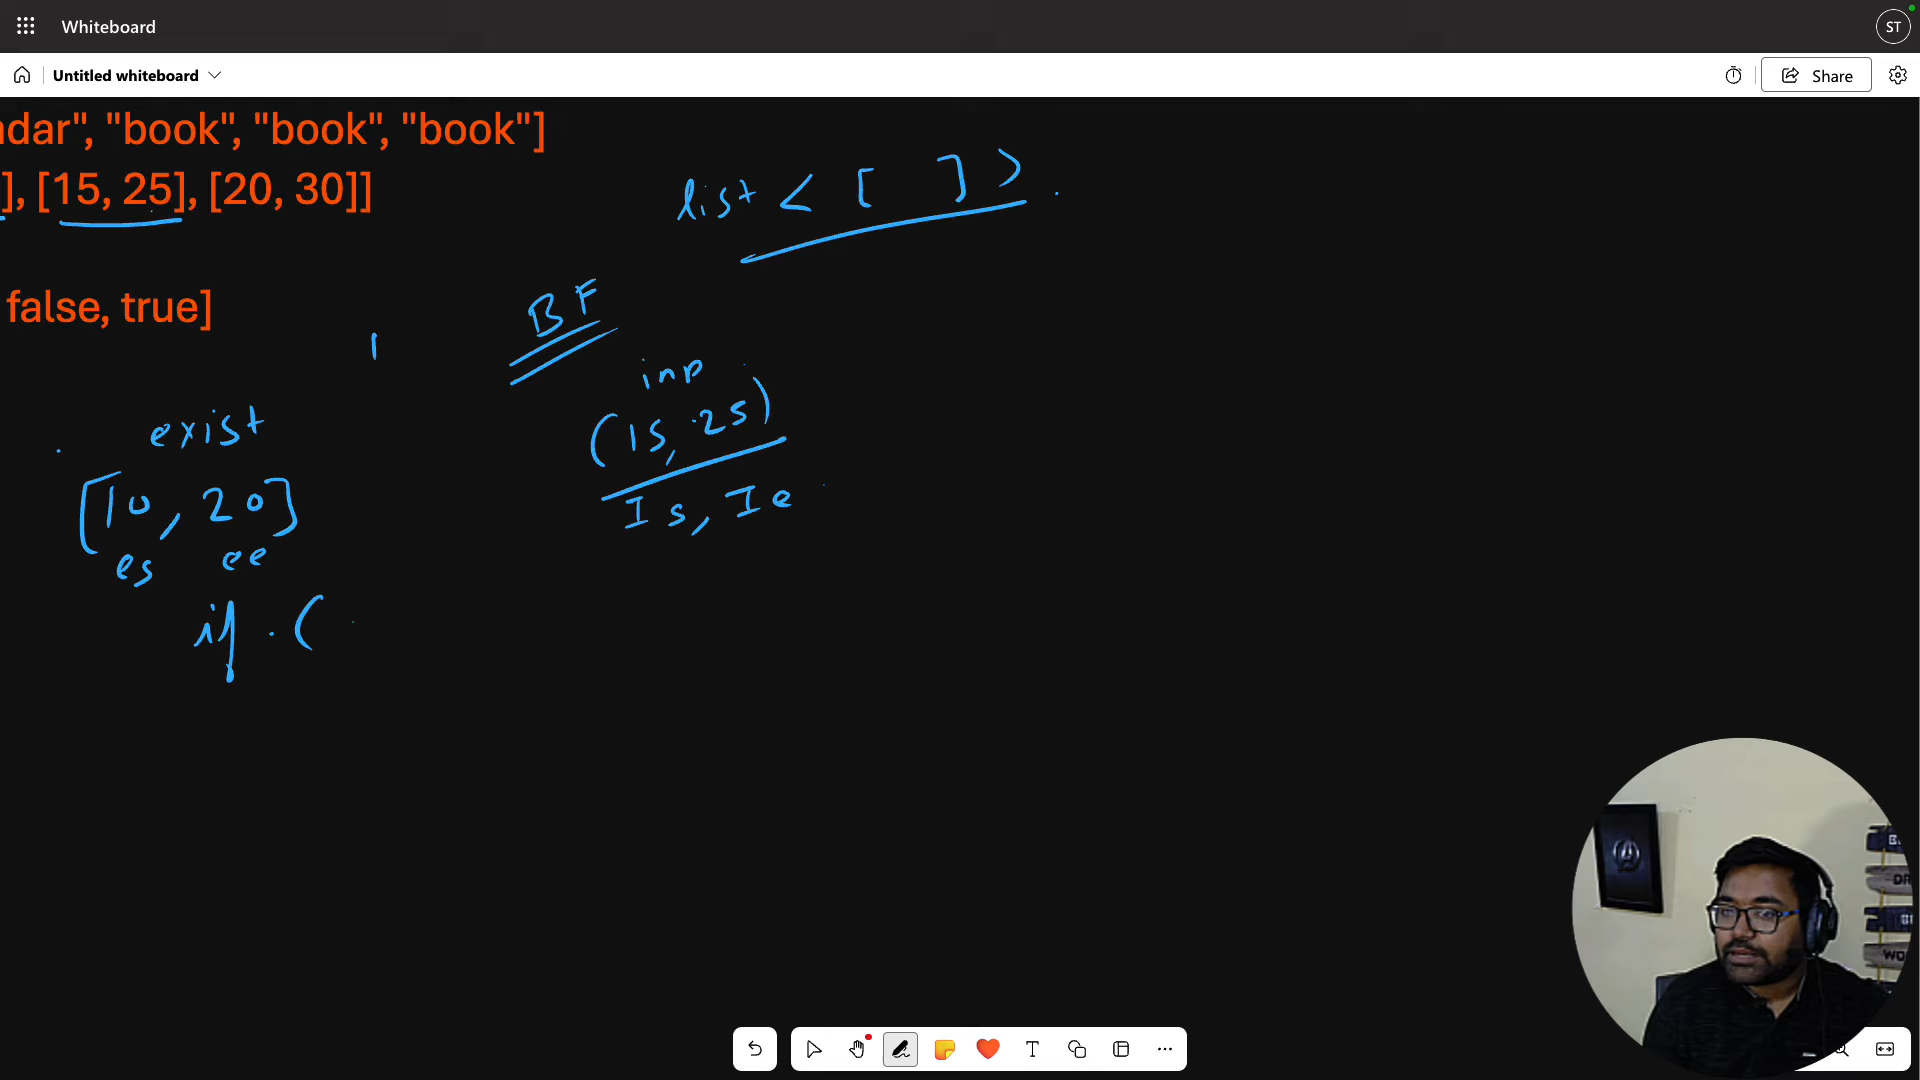 Whiteboard
ST
Untitled whiteboard
Share
ndar", "book", "book", "book"]
], [15, 25], [20, 30]]
list < [ ] > .
false, true]
BF
inp
(15, 25)
Is, Ie
exist
[10, 20]
es ee
if (
T